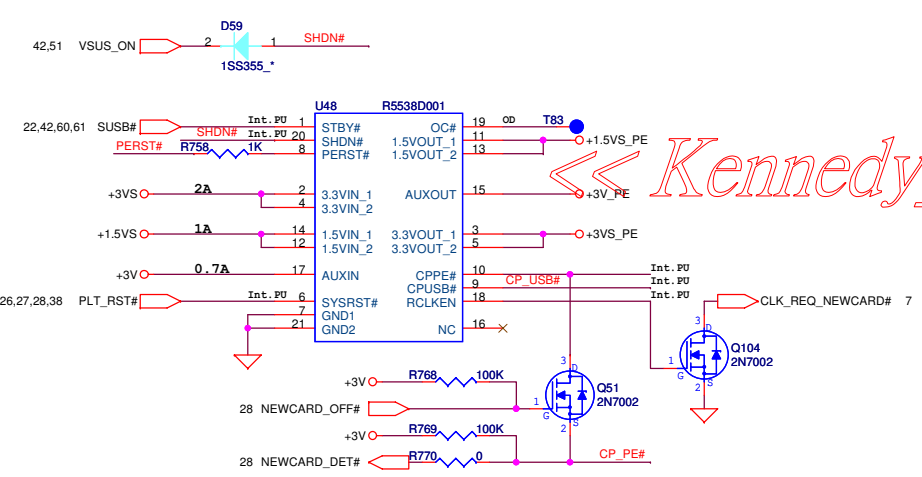 D59
42,51 VSUS_ON 2 1 SHDN#
1SS355_*
U48 R5538D001
22,42,60,61 SUSB# Int.PU 1 STBY# OC# 19 OD T83
SHDN# Int.PU 20 SHDN# 1.5VOUT_1 11 +1.5VS_PE
PERST# R758 1K 8 PERST# 1.5VOUT_2 13
<< Kennedy_
+3VS 2A 2 3.3VIN_1 AUXOUT 15 +3V_PE
4 3.3VIN_2
+1.5VS 1A 14 1.5VIN_1 3.3VOUT_1 3 +3VS_PE
12 1.5VIN_2 3.3VOUT_2 5
+3V 0.7A 17 AUXIN CPPE# 10 Int.PU
CPUSB# 9 CP_USB# Int.PU
26,27,28,38 PLT_RST# Int.PU 6 SYSRST# RCLKEN 18 Int.PU CLK_REQ_NEWCARD# 7
7 GND1
21 GND2 NC 16
3 D
Q104
2N7002
1 G
S 2
+3V R768 100K
3 D
Q51
2N7002
28 NEWCARD_OFF# 1 G
S 2
+3V R769 100K
28 NEWCARD_DET# R770 0 CP_PE#